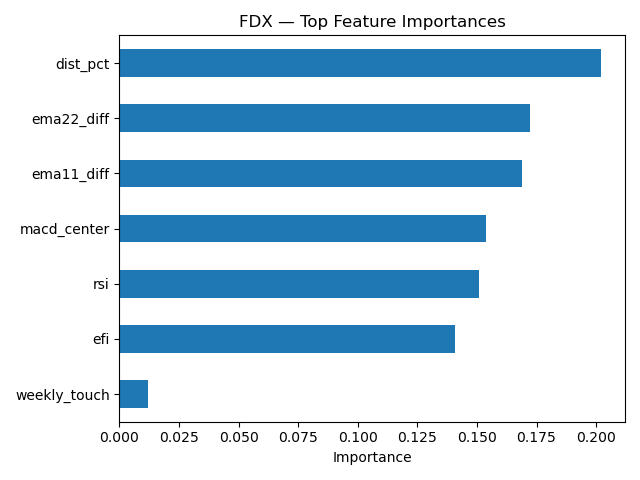 FDX — Top Feature Importances
dist_pct
ema22_diff
ema11_diff
macd_center
rsi
efi
weekly_touch
0.000 0.025 0.050 0.075 0.100 0.125 0.150 0.175 0.200
Importance